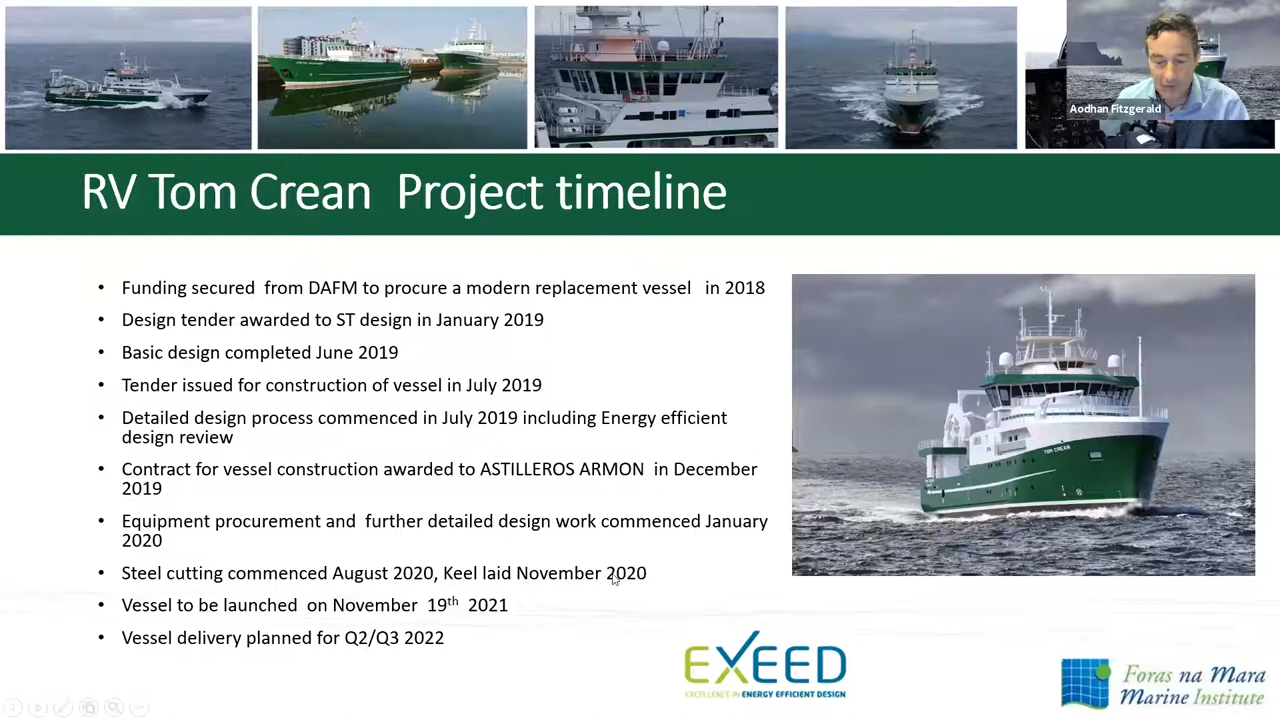 Aodhan Fitzgerald
RV Tom Crean  Project timeline
• Funding secured  from DAFM to procure a modern replacement vessel   in 2018
• Design tender awarded to ST design in January 2019
• Basic design completed June 2019
• Tender issued for construction of vessel in July 2019
• Detailed design process commenced in July 2019 including Energy efficient
design review
• Contract for vessel construction awarded to ASTILLEROS ARMON  in December
2019
• Equipment procurement and  further detailed design work commenced January
2020
• Steel cutting commenced August 2020, Keel laid November 2020
• Vessel to be launched  on November  19th  2021
• Vessel delivery planned for Q2/Q3 2022
TOM CREAN
EXEED
EXCELLENCE IN ENERGY EFFICIENT DESIGN
Foras na Mara
Marine Institute